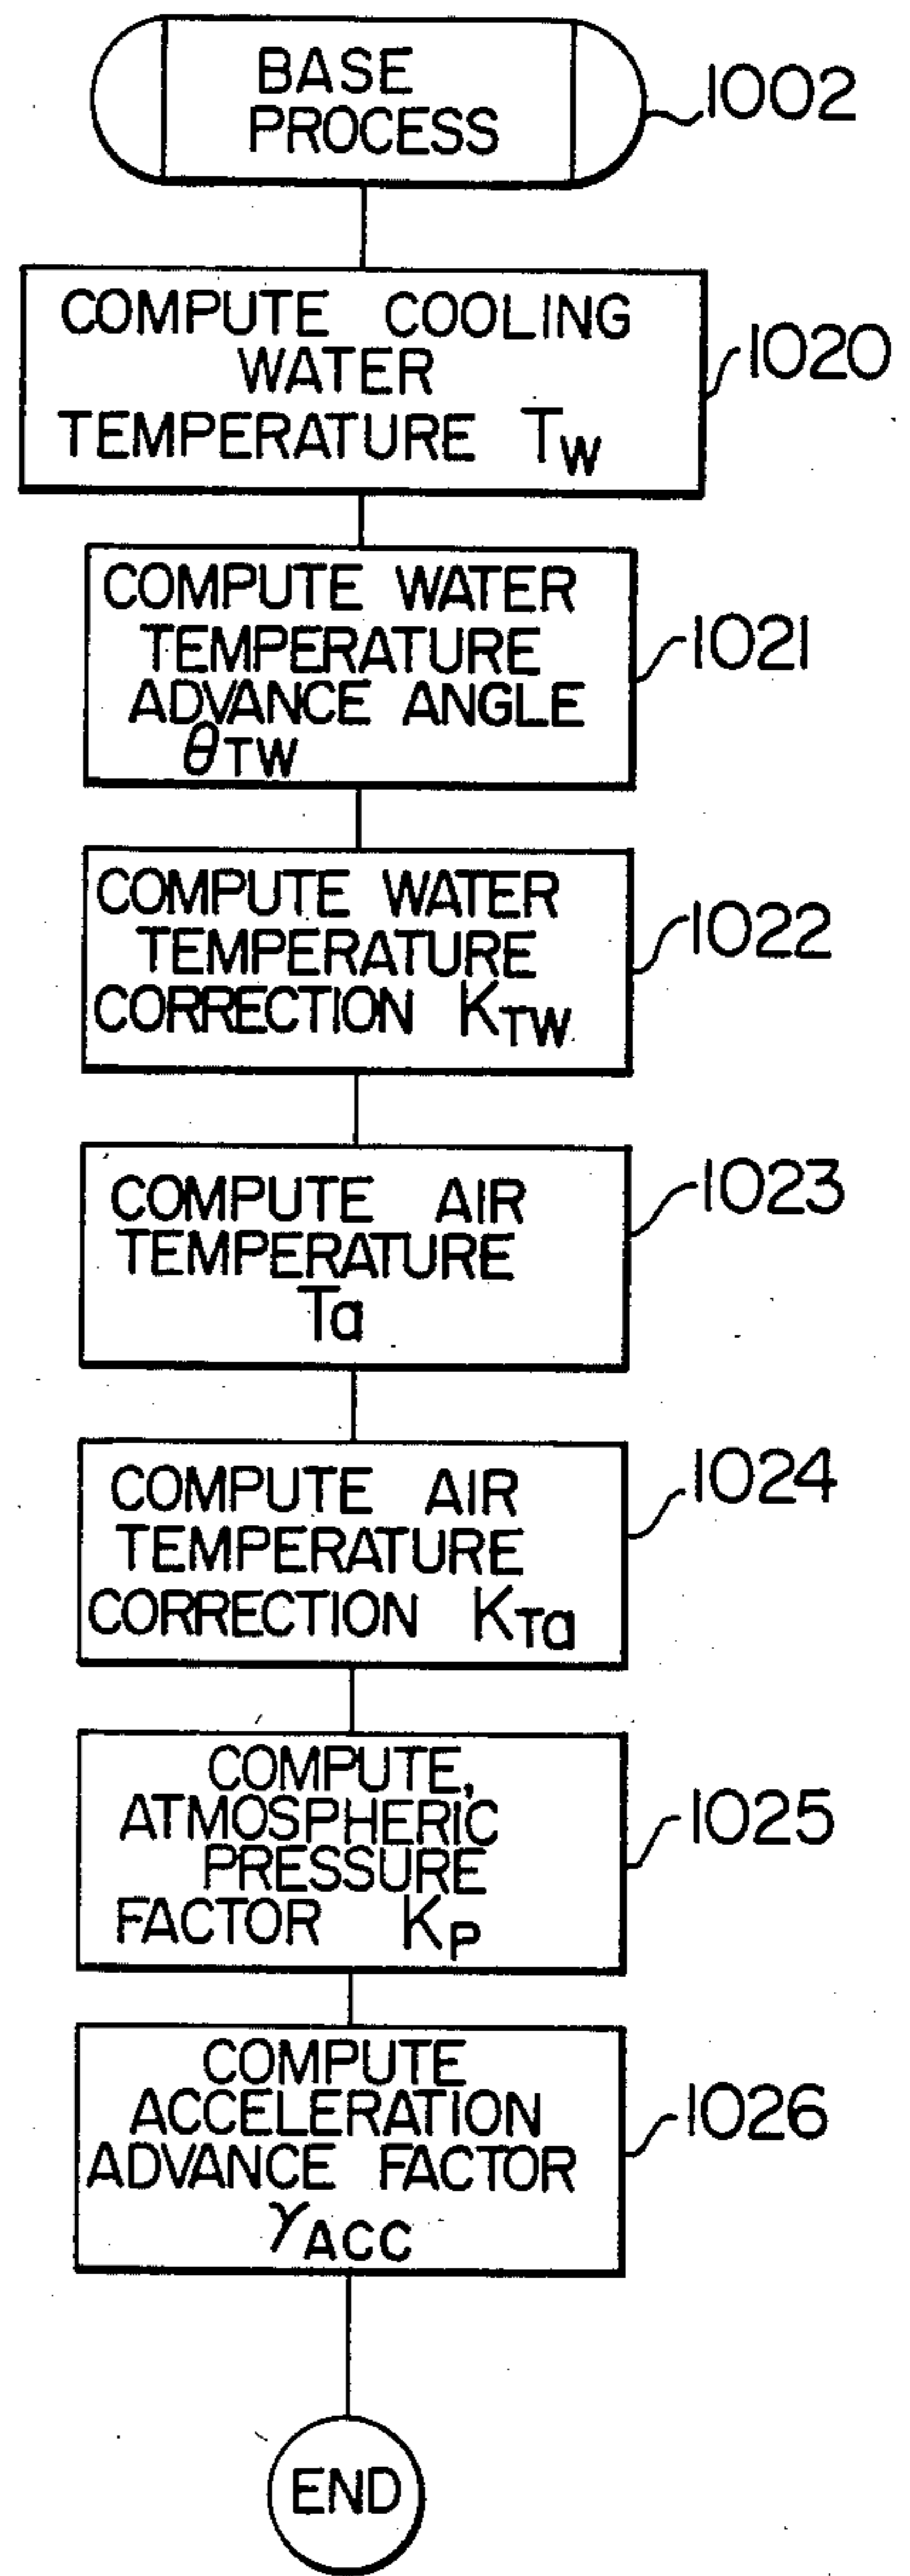 BASE
PROCESS
1002
COMPUTE COOLING
WATER
TEMPERATURE Tw
1020
COMPUTE WATER
TEMPERATURE
ADVANCE ANGLE
θTW
1021
COMPUTE WATER
TEMPERATURE
CORRECTION KTW
1022
COMPUTE AIR
TEMPERATURE
Ta
1023
COMPUTE AIR
TEMPERATURE
CORRECTION KTa
1024
COMPUTE,
ATMOSPHERIC
PRESSURE
FACTOR KP
1025
COMPUTE
ACCELERATION
ADVANCE FACTOR
γACC
1026
END